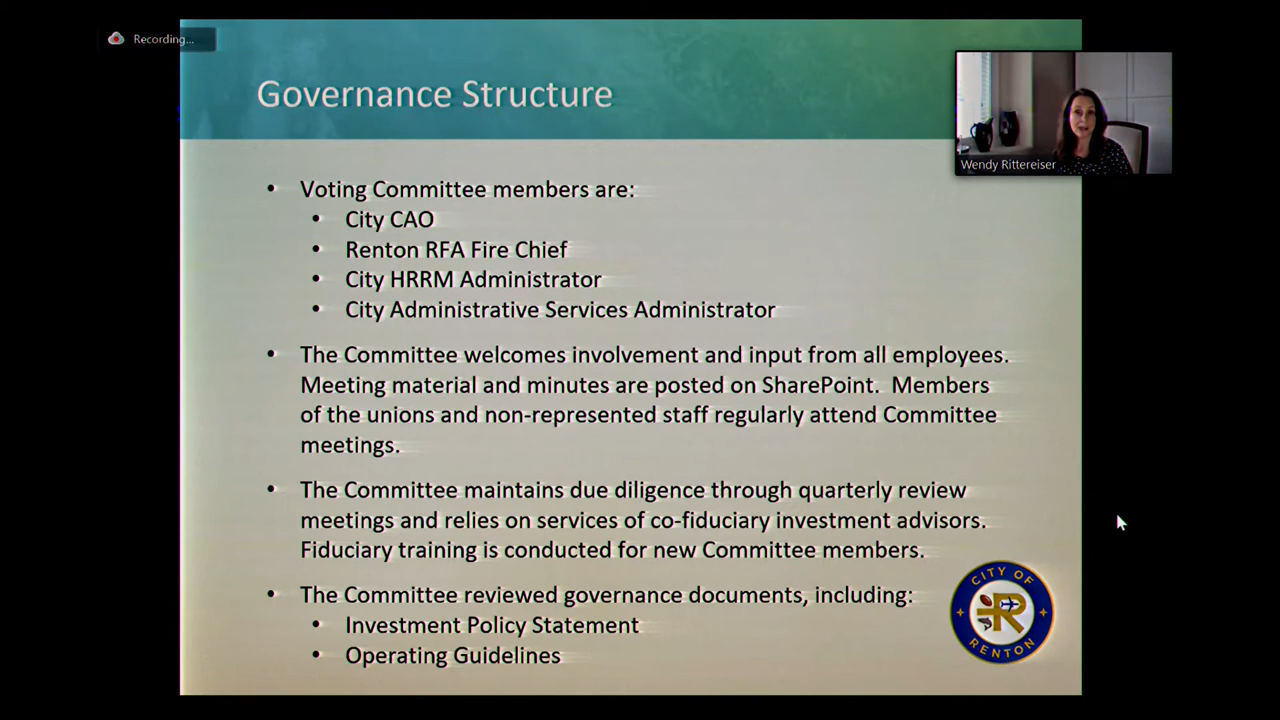 Recording...
Governance Structure
Wendy Rittereiser
• Voting Committee members are:
• City CAO
• Renton RFA Fire Chief
• City HRRM Administrator
• City Administrative Services Administrator
• The Committee welcomes involvement and input from all employees.
Meeting material and minutes are posted on SharePoint. Members
of the unions and non-represented staff regularly attend Committee
meetings.
• The Committee maintains due diligence through quarterly review
meetings and relies on services of co-fiduciary investment advisors.
Fiduciary training is conducted for new Committee members.
• The Committee reviewed governance documents, including:
• Investment Policy Statement
• Operating Guidelines
CITY OF
R
RENTON